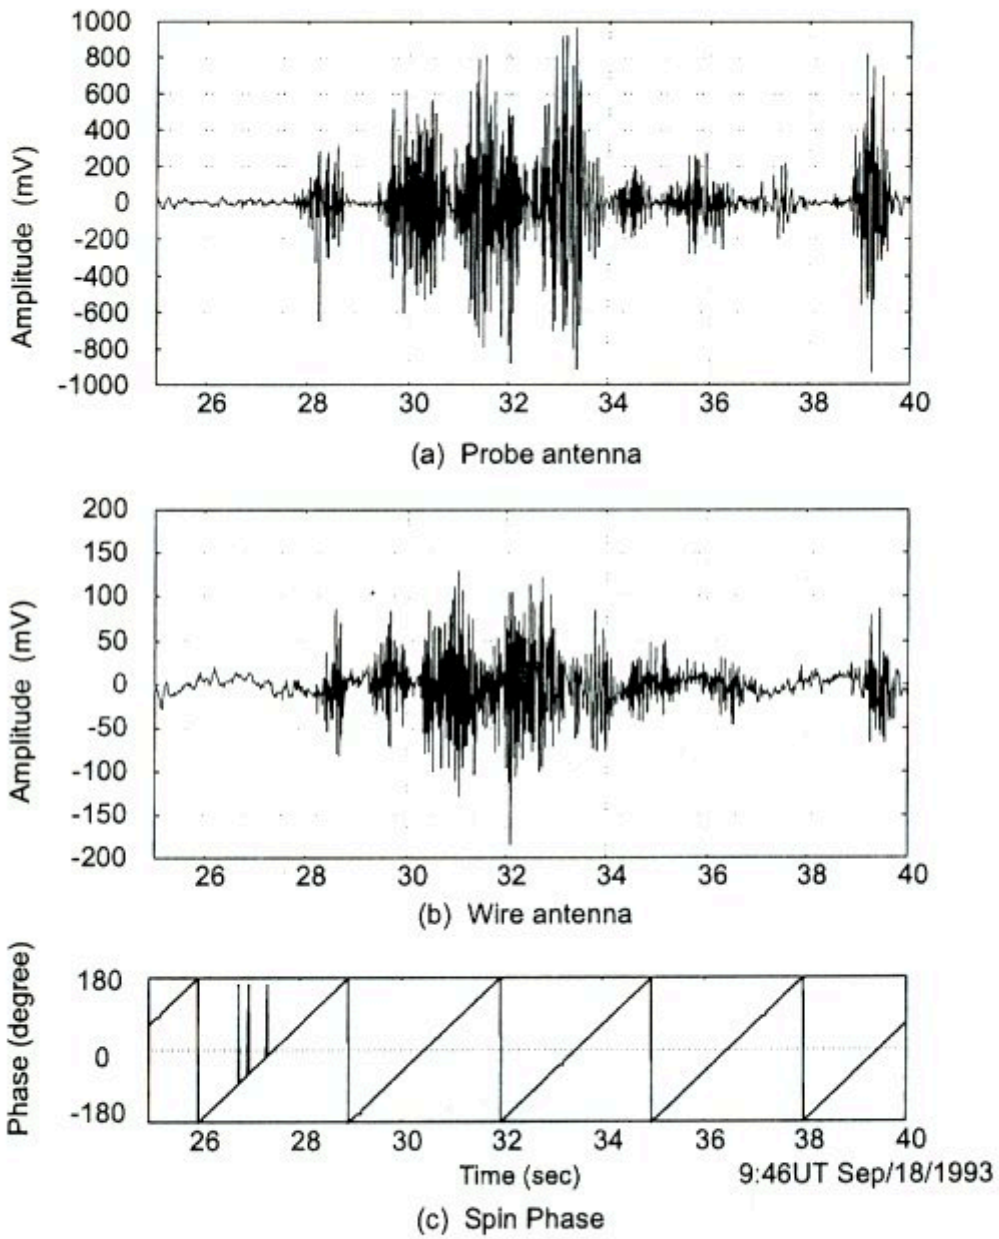 1000
800
600
400
200
0
-200
-400
-600
-800
-1000
Amplitude (mV)
26 28 30 32 34 36 38 40
(a) Probe antenna
200
150
100
50
0
-50
-100
-150
-200
Amplitude (mV)
26 28 30 32 34 36 38 40
(b) Wire antenna
180
0
-180
Phase (degree)
26 28 30 32 34 36 38 40
Time (sec)
9:46UT Sep/18/1993
(c) Spin Phase